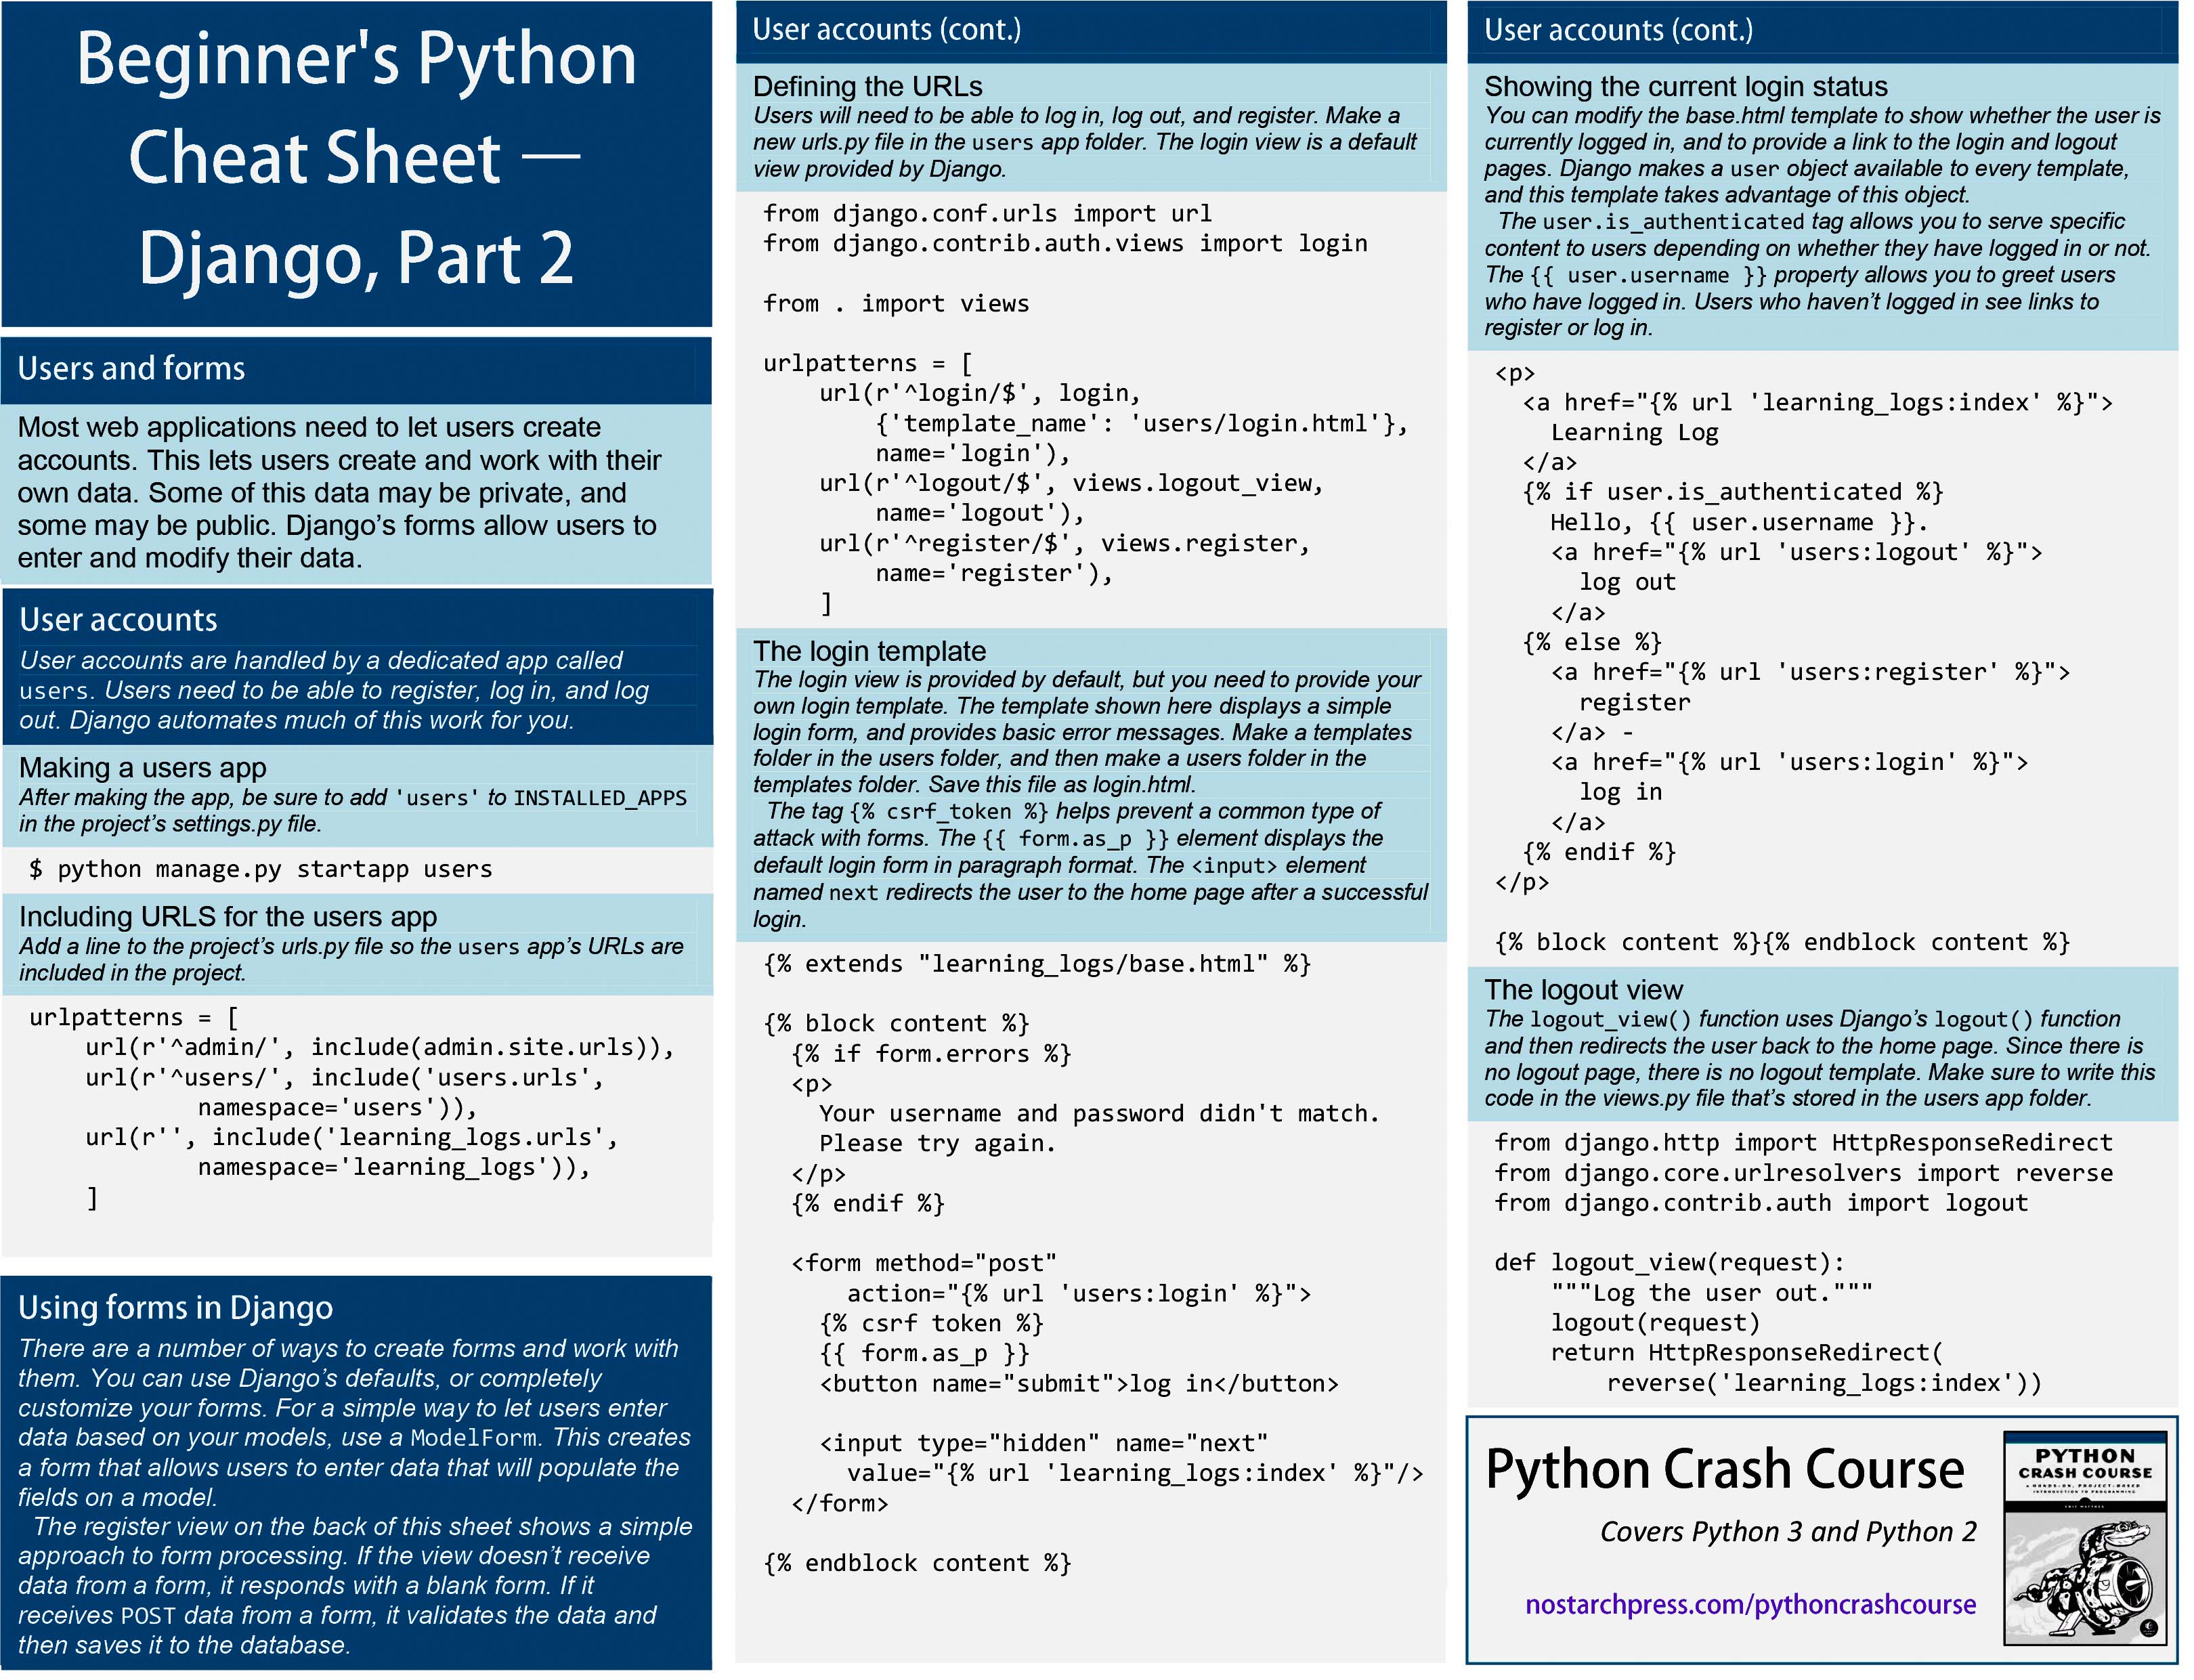 Beginner's Python
Cheat Sheet —
Django, Part 2
Users and forms
Most web applications need to let users create
accounts. This lets users create and work with their
own data. Some of this data may be private, and
some may be public. Django’s forms allow users to
enter and modify their data.
User accounts
User accounts are handled by a dedicated app called
users. Users need to be able to register, log in, and log
out. Django automates much of this work for you.
Making a users app
After making the app, be sure to add 'users' to INSTALLED_APPS
in the project’s settings.py file.
$ python manage.py startapp users
Including URLS for the users app
Add a line to the project’s urls.py file so the users app’s URLs are
included in the project.
urlpatterns = [
    url(r'^admin/', include(admin.site.urls)),
    url(r'^users/', include('users.urls',
            namespace='users')),
    url(r'', include('learning_logs.urls',
            namespace='learning_logs')),
    ]
Using forms in Django
There are a number of ways to create forms and work with
them. You can use Django’s defaults, or completely
customize your forms. For a simple way to let users enter
data based on your models, use a ModelForm. This creates
a form that allows users to enter data that will populate the
fields on a model.
The register view on the back of this sheet shows a simple
approach to form processing. If the view doesn’t receive
data from a form, it responds with a blank form. If it
receives POST data from a form, it validates the data and
then saves it to the database.
User accounts (cont.)
Defining the URLs
Users will need to be able to log in, log out, and register. Make a
new urls.py file in the users app folder. The login view is a default
view provided by Django.
from django.conf.urls import url
from django.contrib.auth.views import login
from . import views
urlpatterns = [
    url(r'^login/$', login,
        {'template_name': 'users/login.html'},
        name='login'),
    url(r'^logout/$', views.logout_view,
        name='logout'),
    url(r'^register/$', views.register,
        name='register'),
    ]
The login template
The login view is provided by default, but you need to provide your
own login template. The template shown here displays a simple
login form, and provides basic error messages. Make a templates
folder in the users folder, and then make a users folder in the
templates folder. Save this file as login.html.
The tag {% csrf_token %} helps prevent a common type of
attack with forms. The {{ form.as_p }} element displays the
default login form in paragraph format. The <input> element
named next redirects the user to the home page after a successful
login.
{% extends "learning_logs/base.html" %}
{% block content %}
  {% if form.errors %}
  <p>
    Your username and password didn't match.
    Please try again.
  </p>
  {% endif %}
  <form method="post"
      action="{% url 'users:login' %}">
    {% csrf token %}
    {{ form.as_p }}
    <button name="submit">log in</button>
    <input type="hidden" name="next"
      value="{% url 'learning_logs:index' %}"/>
  </form>
{% endblock content %}
User accounts (cont.)
Showing the current login status
You can modify the base.html template to show whether the user is
currently logged in, and to provide a link to the login and logout
pages. Django makes a user object available to every template,
and this template takes advantage of this object.
The user.is_authenticated tag allows you to serve specific
content to users depending on whether they have logged in or not.
The {{ user.username }} property allows you to greet users
who have logged in. Users who haven’t logged in see links to
register or log in.
<p>
  <a href="{% url 'learning_logs:index' %}">
    Learning Log
  </a>
  {% if user.is_authenticated %}
    Hello, {{ user.username }}.
    <a href="{% url 'users:logout' %}">
      log out
    </a>
  {% else %}
    <a href="{% url 'users:register' %}">
      register
    </a> -
    <a href="{% url 'users:login' %}">
      log in
    </a>
  {% endif %}
</p>
{% block content %}{% endblock content %}
The logout view
The logout_view() function uses Django’s logout() function
and then redirects the user back to the home page. Since there is
no logout page, there is no logout template. Make sure to write this
code in the views.py file that’s stored in the users app folder.
from django.http import HttpResponseRedirect
from django.core.urlresolvers import reverse
from django.contrib.auth import logout
def logout_view(request):
    """Log the user out."""
    logout(request)
    return HttpResponseRedirect(
        reverse('learning_logs:index'))
Python Crash Course
Covers Python 3 and Python 2
nostarchpress.com/pythoncrashcourse
PYTHON
CRASH COURSE
A HANDS-ON, PROJECT-BASED
INTRODUCTION TO PROGRAMMING
ERIC MATTHES